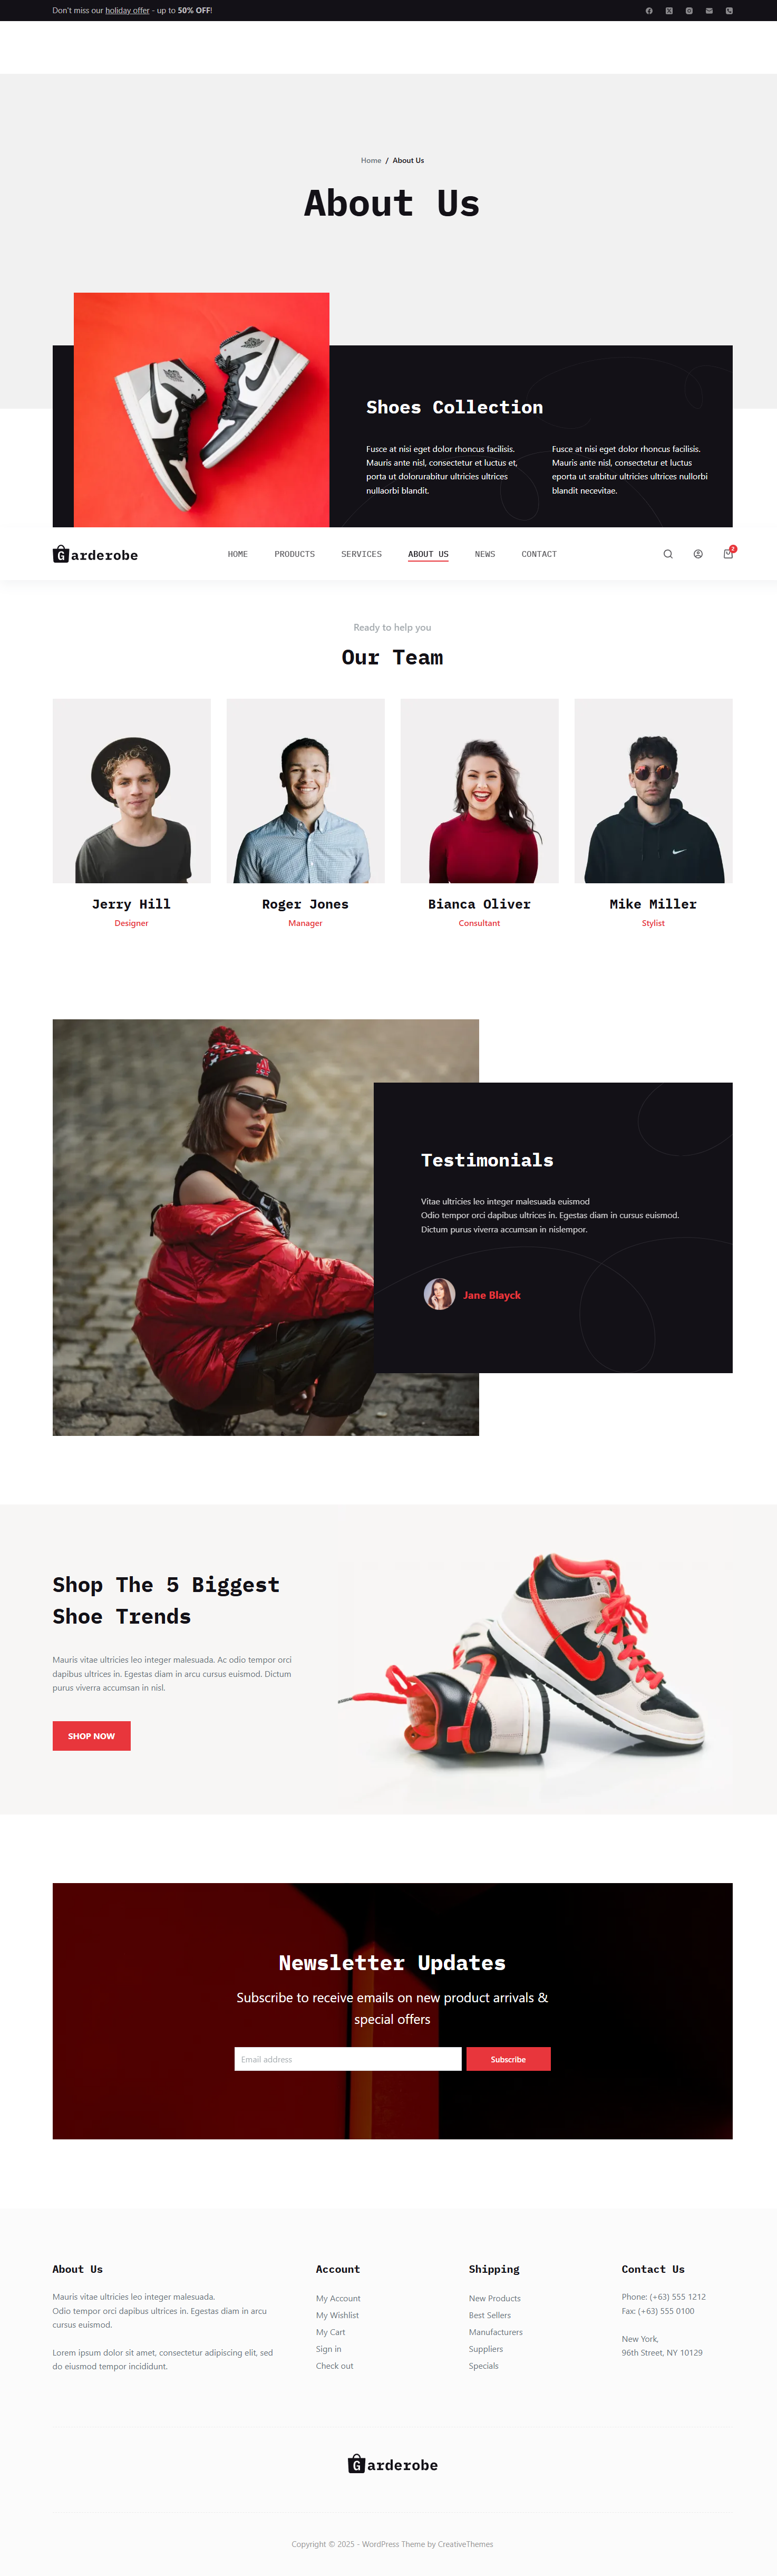 Don't miss our holiday offer - up to 50% OFF!
Home / About Us
About Us
Shoes Collection
Fusce at nisi eget dolor rhoncus facilisis.
Mauris ante nisl, consectetur et luctus et,
porta ut dolorurabitur ultricies ultrices
nullaorbi blandit.
Fusce at nisi eget dolor rhoncus facilisis.
Mauris ante nisl, consectetur et luctus
eporta ut srabitur ultricies ultrices nullorbi
blandit necevitae.
Garderobe
HOME
PRODUCTS
SERVICES
ABOUT US
NEWS
CONTACT
2
Ready to help you
Our Team
Jerry Hill
Designer
Roger Jones
Manager
Bianca Oliver
Consultant
Mike Miller
Stylist
Testimonials
Vitae ultricies leo integer malesuada euismod
Odio tempor orci dapibus ultrices in. Egestas diam in cursus euismod.
Dictum purus viverra accumsan in nislempor.
Jane Blayck
Shop The 5 Biggest
Shoe Trends
Mauris vitae ultricies leo integer malesuada. Ac odio tempor orci
dapibus ultrices in. Egestas diam in arcu cursus euismod. Dictum
purus viverra accumsan in nisl.
SHOP NOW
Newsletter Updates
Subscribe to receive emails on new product arrivals &
special offers
Email address
Subscribe
About Us
Mauris vitae ultricies leo integer malesuada.
Odio tempor orci dapibus ultrices in. Egestas diam in arcu
cursus euismod.
Lorem ipsum dolor sit amet, consectetur adipiscing elit, sed
do eiusmod tempor incididunt.
Account
My Account
My Wishlist
My Cart
Sign in
Check out
Shipping
New Products
Best Sellers
Manufacturers
Suppliers
Specials
Contact Us
Phone: (+63) 555 1212
Fax: (+63) 555 0100
New York,
96th Street, NY 10129
Garderobe
Copyright © 2025 - WordPress Theme by CreativeThemes